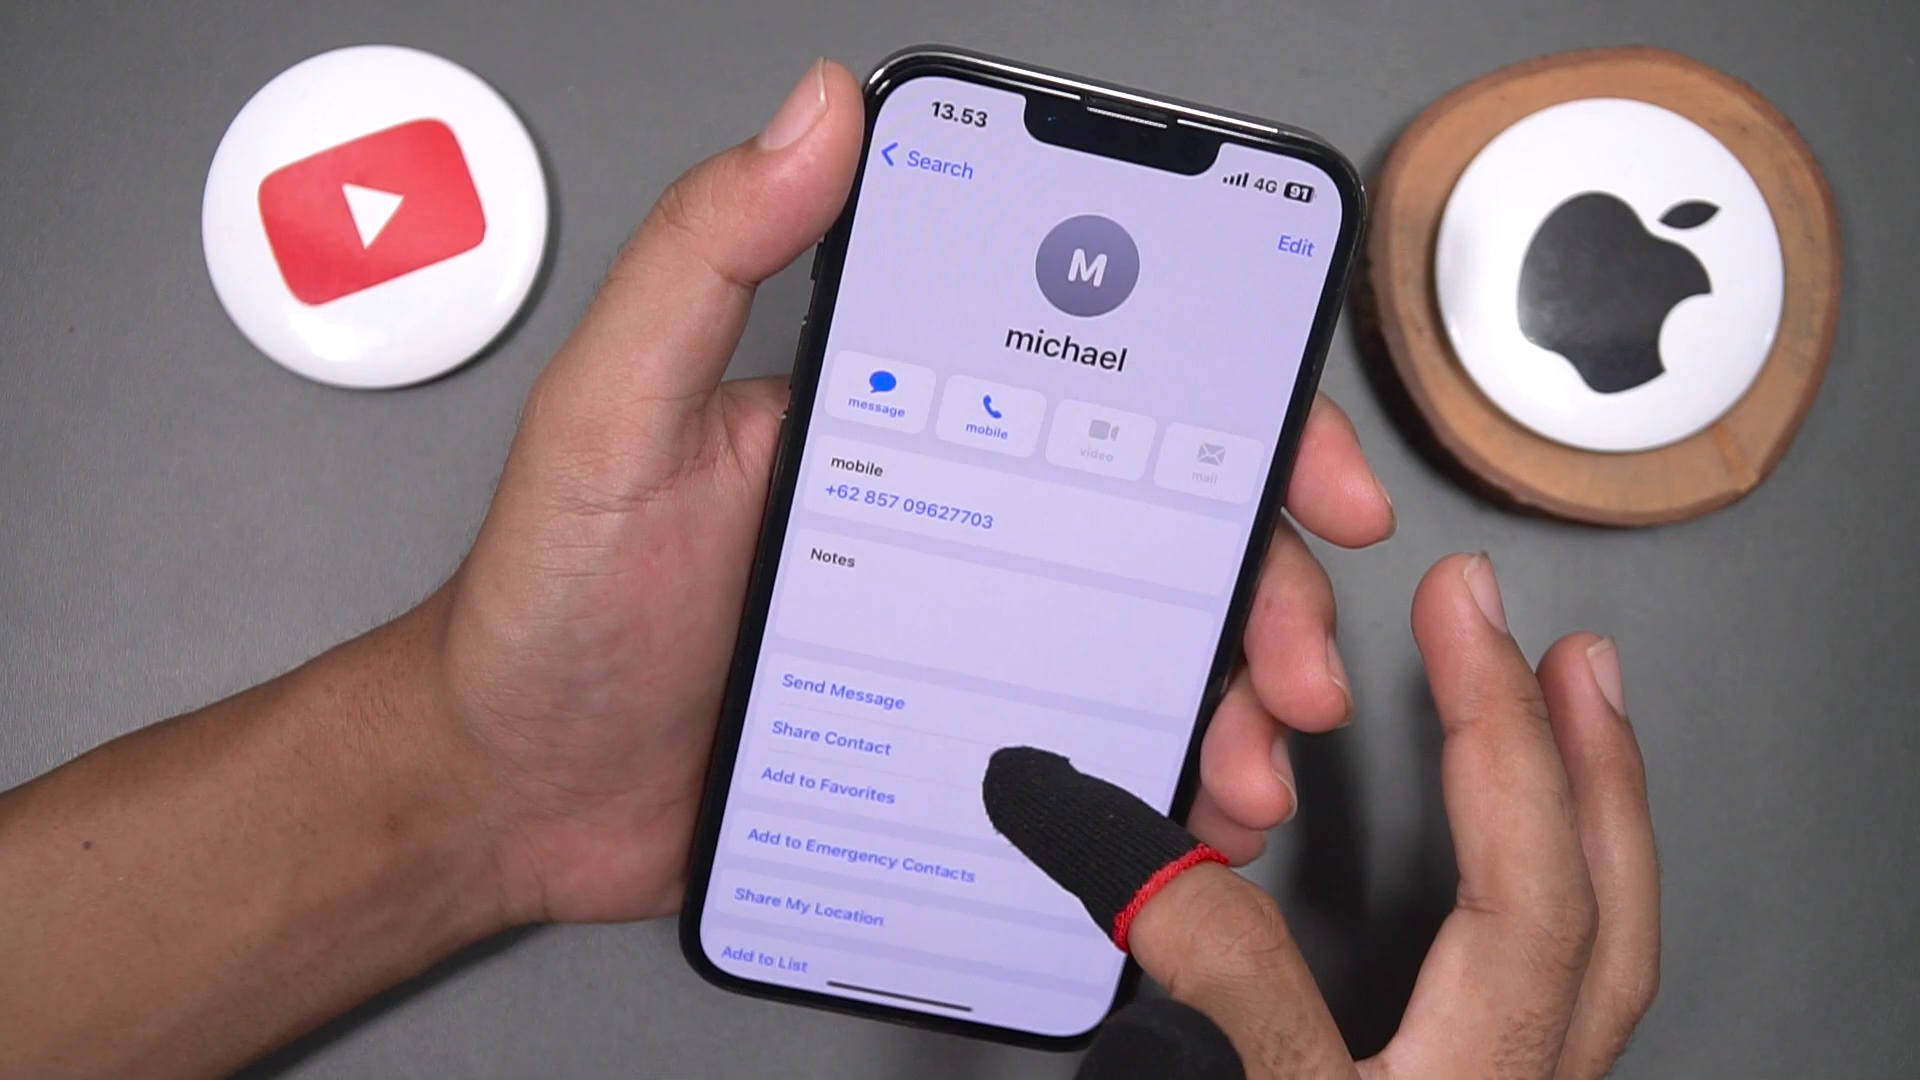 13.53
4G 91
Search
Edit
M
michael
message
mobile
video
mail
mobile
+62 857 09627703
Notes
Send Message
Share Contact
Add to Favorites
Add to Emergency Contacts
Share My Location
Add to List